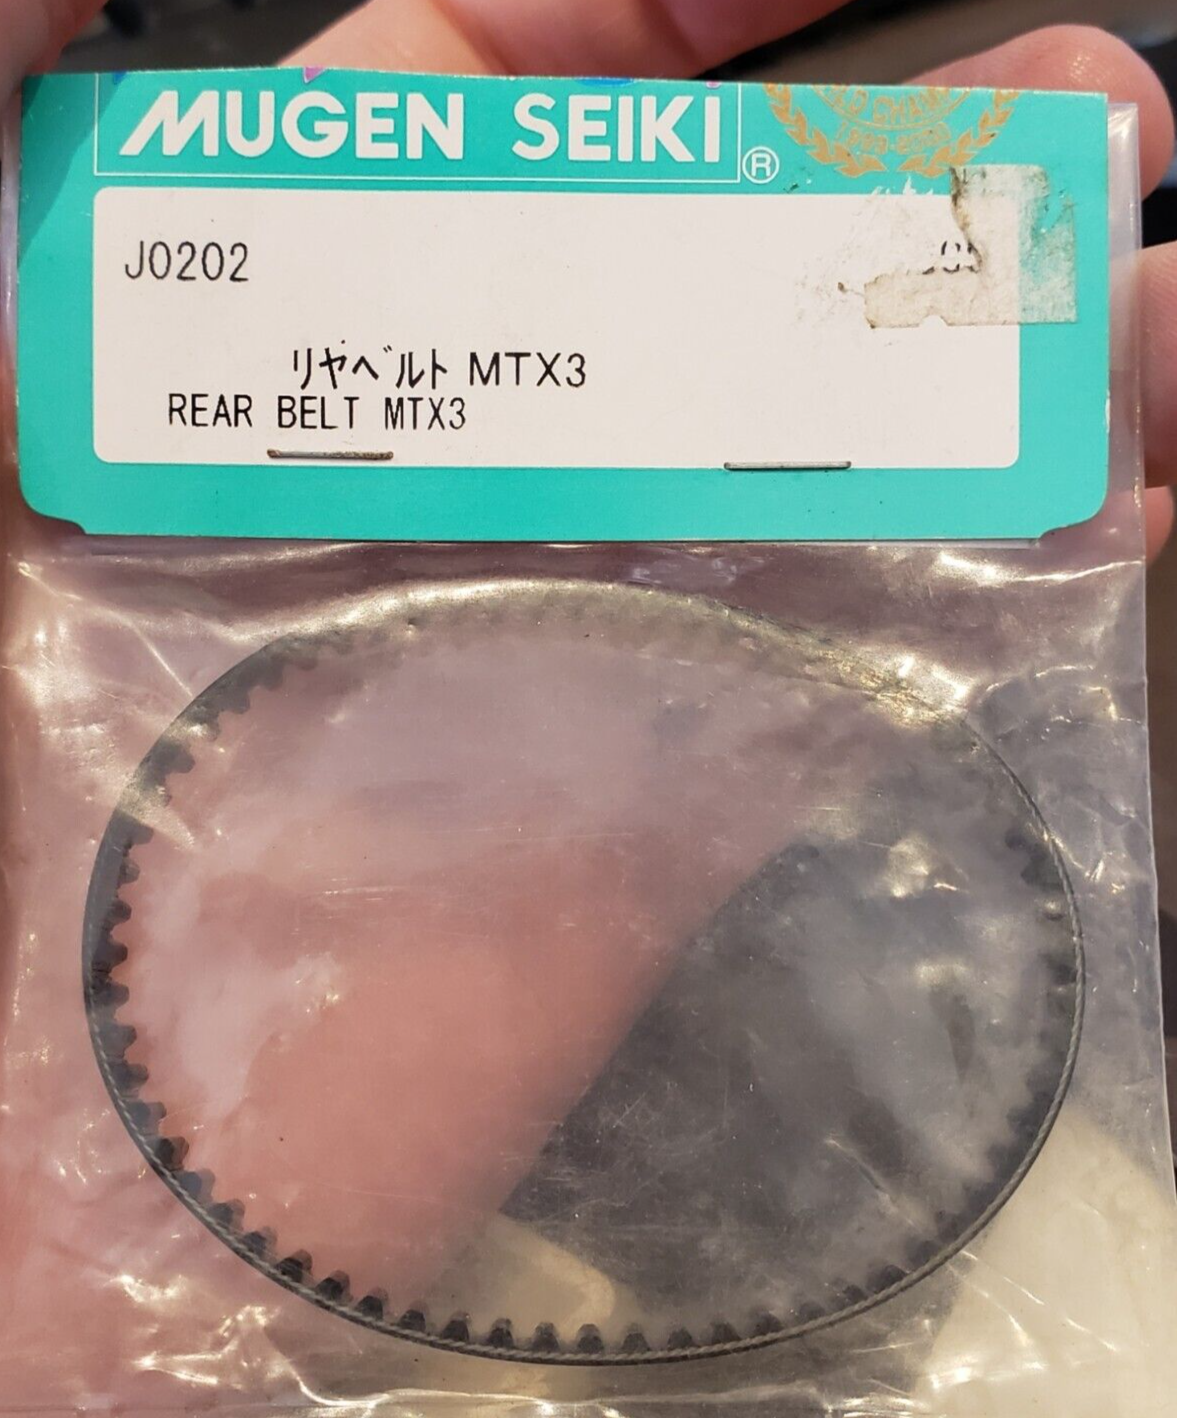 MUGEN SEIKI®
J0202
リヤベルト MTX3
REAR BELT MTX3